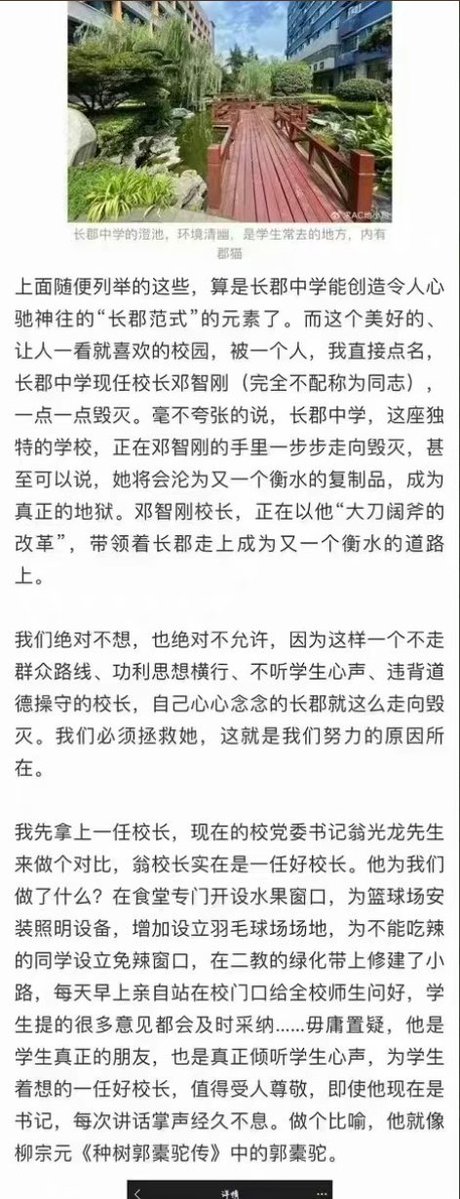 长郡中学的澄池，环境清幽，是学生常去的地方，内有
郡猫
上面随便列举的这些，算是长郡中学能创造令人心
驰神往的“长郡范式”的元素了。而这个美好的、
让人一看就喜欢的校园，被一个人，我直接点名，
长郡中学现任校长邓智刚（完全不配称为同志），
一点一点毁灭。毫不夸张的说，长郡中学，这座独
特的学校，正在邓智刚的手里一步步走向毁灭，甚
至可以说，她将会沦为又一个衡水的复制品，成为
真正的地狱。邓智刚校长，正在以他“大刀阔斧的
改革”，带领着长郡走上成为又一个衡水的道路
上。
我们绝对不想，也绝对不允许，因为这样一个不走
群众路线、功利思想横行、不听学生心声、违背道
德操守的校长，自己心心念念的长郡就这么走向毁
灭。我们必须拯救她，这就是我们努力的原因所
在。
我先拿上一任校长，现在的校党委书记翁光龙先生
来做个对比，翁校长实在是一任好校长。他为我们
做了什么？在食堂专门开设水果窗口，为篮球场安
装照明设备，增加设立羽毛球场场地，为不能吃辣
的同学设立免辣窗口，在二教的绿化带上修建了小
路，每天早上亲自站在校门口给全校师生问好，学
生提的很多意见都会及时采纳……毋庸置疑，他是
学生真正的朋友，也是真正倾听学生心声，为学生
着想的一任好校长，值得受人尊敬，即使他现在是
书记，每次讲话掌声经久不息。做个比喻，他就像
柳宗元《种树郭橐驼传》中的郭橐驼。
详情